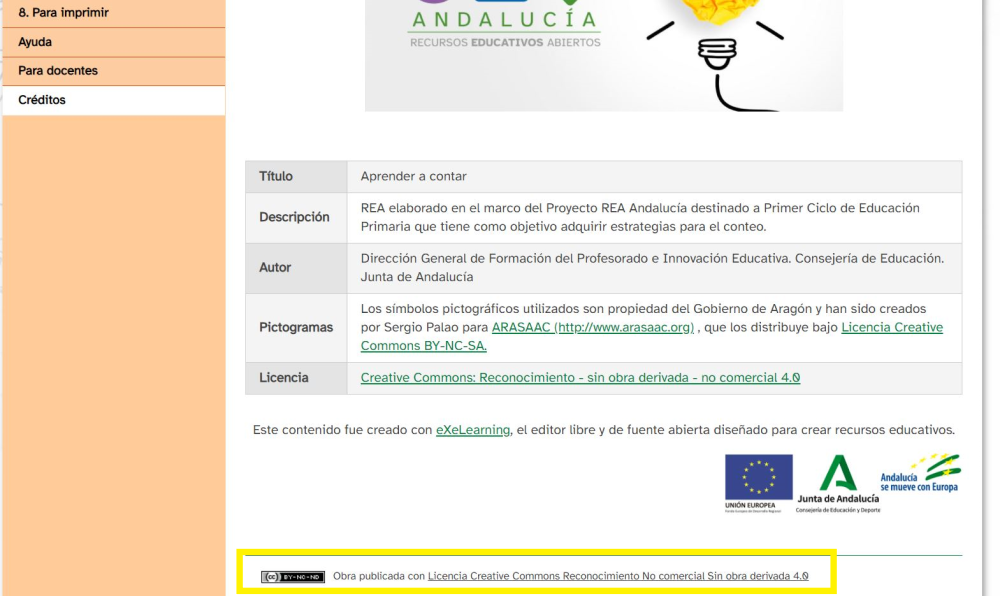 8. Para imprimir
Ayuda
Para docentes
Créditos
ANDALUCÍA
RECURSOS EDUCATIVOS ABIERTOS
Título
Aprender a contar
Descripción
REA elaborado en el marco del Proyecto REA Andalucía destinado a Primer Ciclo de Educación
Primaria que tiene como objetivo adquirir estrategias para el conteo.
Autor
Dirección General de Formación del Profesorado e Innovación Educativa. Consejería de Educación.
Junta de Andalucía
Pictogramas
Los símbolos pictográficos utilizados son propiedad del Gobierno de Aragón y han sido creados
por Sergio Palao para ARASAAC (http://www.arasaac.org) , que los distribuye bajo Licencia Creative
Commons BY-NC-SA.
Licencia
Creative Commons: Reconocimiento - sin obra derivada - no comercial 4.0
Este contenido fue creado con eXeLearning, el editor libre y de fuente abierta diseñado para crear recursos educativos.
UNIÓN EUROPEA
Fondo Europeo de Desarrollo Regional
Junta de Andalucía
Consejería de Educación y Deporte
Andalucía
se mueve con Europa
(cc) BY-NC-ND Obra publicada con Licencia Creative Commons Reconocimiento No comercial Sin obra derivada 4.0